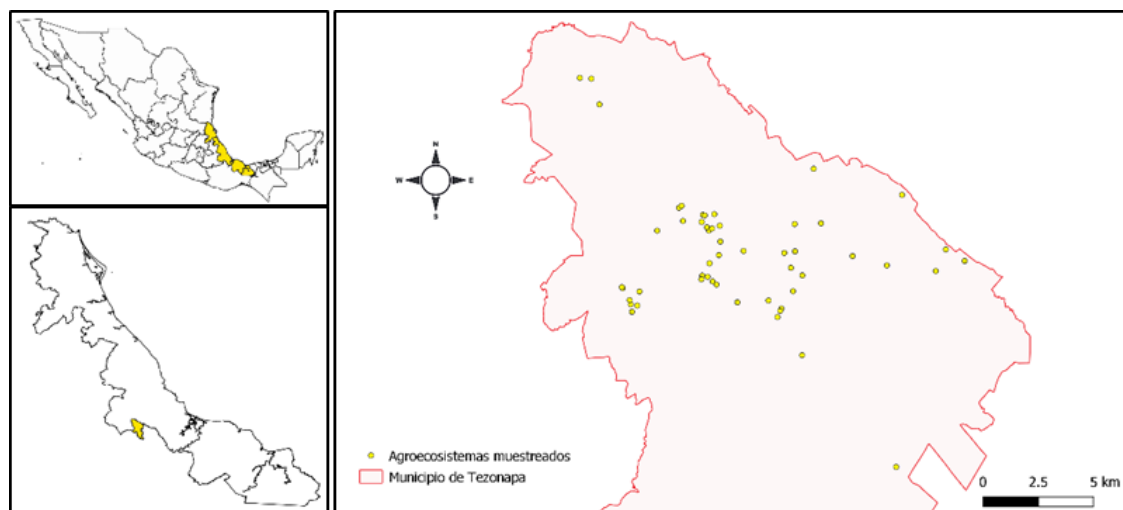 N
W E
S
Agroecosistemas muestreados
Municipio de Tezonapa
0 2.5 5 km